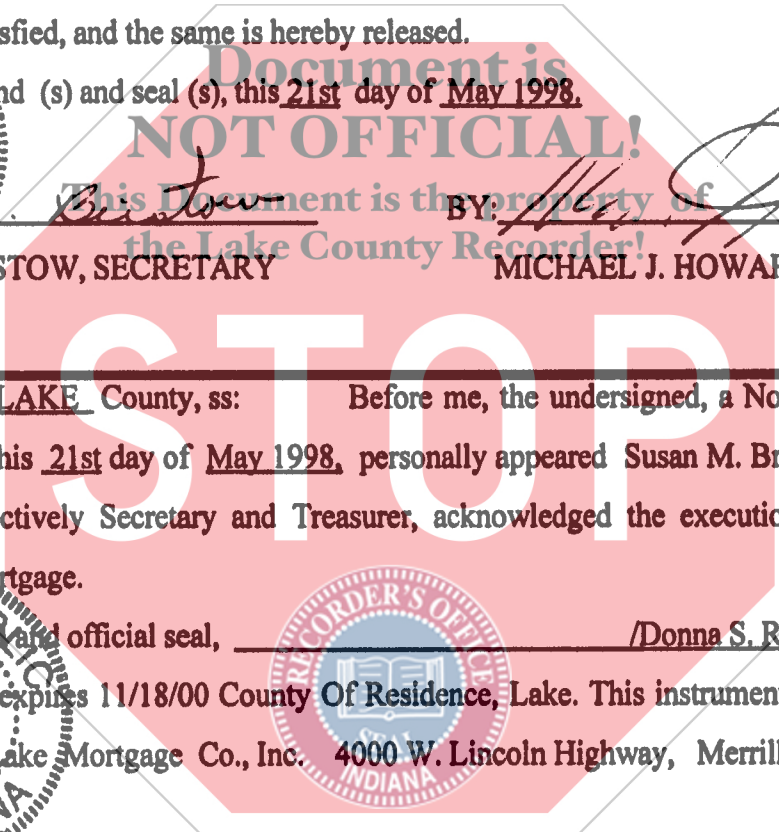 sfied, and the same is hereby released.
Document is
nd (s) and seal (s), this 21st day of May 1998.
NOT OFFICIAL!
This Document is the property of
BY:
the Lake County Recorder!
STOW, SECRETARY MICHAEL J. HOWAR
STOP
LAKE County, ss: Before me, the undersigned, a No
his 21st day of May 1998, personally appeared Susan M. Br
ctively Secretary and Treasurer, acknowledged the executio
rtgage.
RECORDER'S OFFICE
and official seal, /Donna S. R
expires 11/18/00 County Of Residence, Lake. This instrument
SEAL
ake Mortgage Co., Inc. 4000 W. Lincoln Highway, Merrill
INDIANA